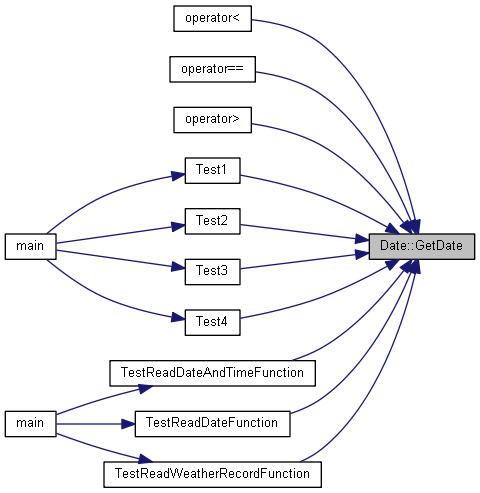 operator<
operator==
operator>
Test1
Test2
main
Date::GetDate
Test3
Test4
TestReadDateAndTimeFunction
main
TestReadDateFunction
TestReadWeatherRecordFunction